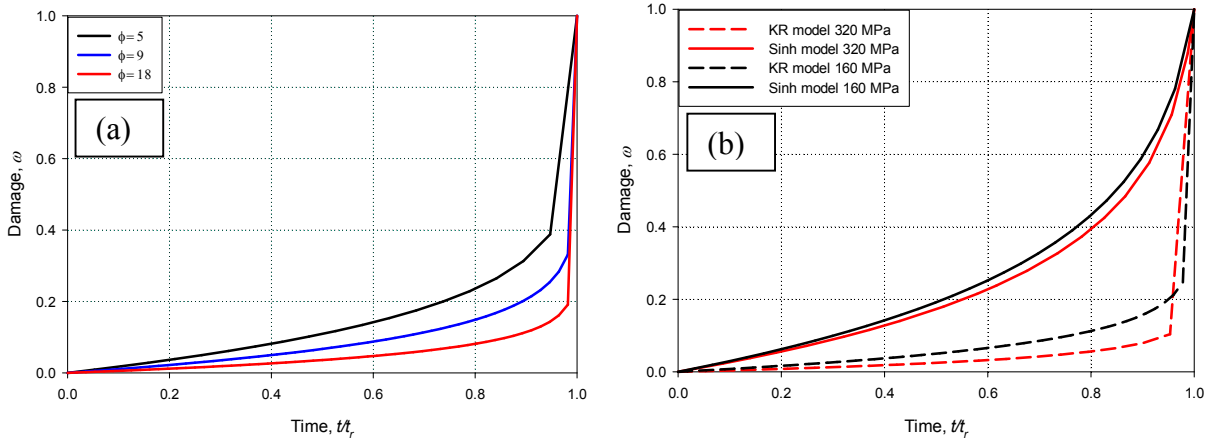 1.0
0.8
0.6
0.4
0.2
0.0
Damage, ω
ϕ= 5
ϕ= 9
ϕ= 18
(a)
0.0 0.2 0.4 0.6 0.8 1.0
Time, t/tr
1.0
0.8
0.6
0.4
0.2
0.0
Damage, ω
KR model 320 MPa
Sinh model 320 MPa
KR model 160 MPa
Sinh model 160 MPa
(b)
0.0 0.2 0.4 0.6 0.8 1.0
Time, t/tr